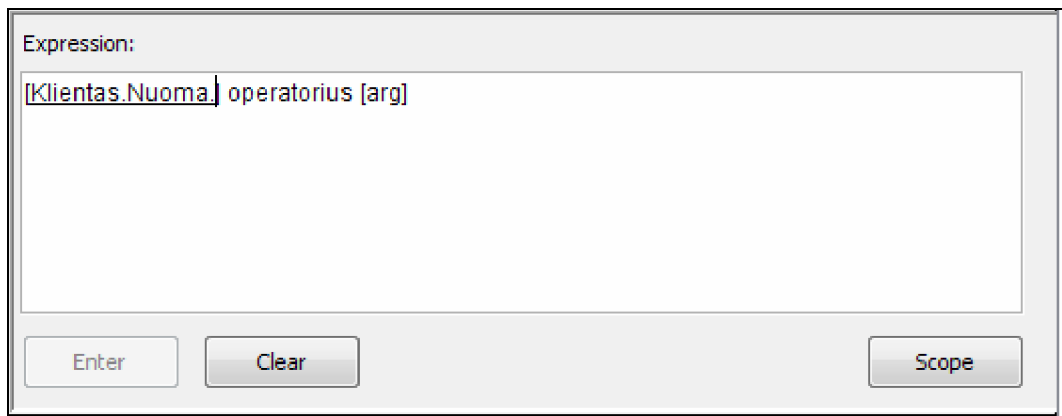 Expression:
[Klientas.Nuoma.] operatorius [arg]
Enter
Clear
Scope